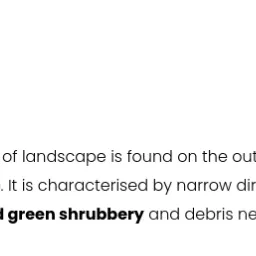 of landscape is found on the out
. It is characterised by narrow dir
d green shrubbery and debris ne